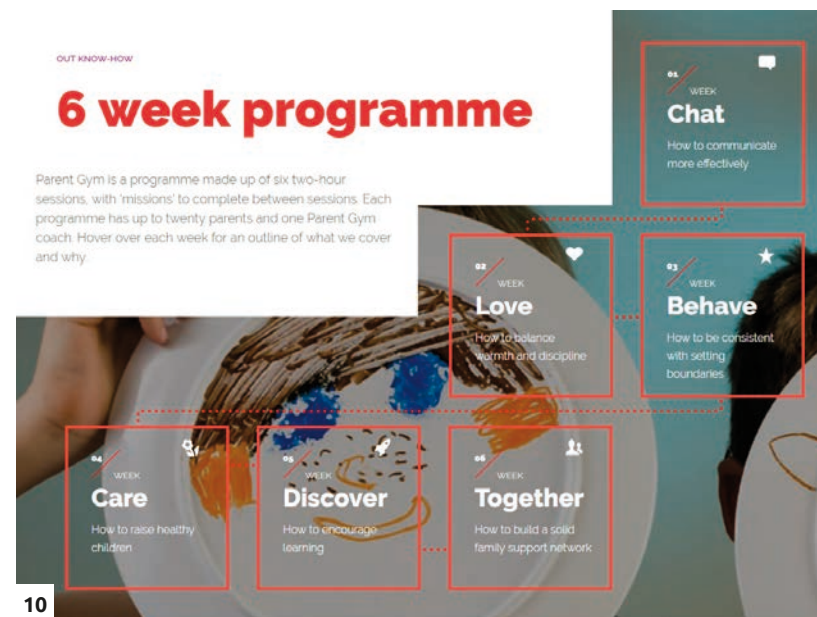 OUT KNOW-HOW
6 week programme
Parent Gym is a programme made up of six two-hour
sessions, with 'missions' to complete between sessions. Each
programme has up to twenty parents and one Parent Gym
coach. Hover over each week for an outline of what we cover
and why.
01
WEEK
Chat
How to communicate
more effectively
02
WEEK
Love
How to balance
warmth and discipline
03
WEEK
Behave
How to be consistent
with setting
boundaries
04
WEEK
Care
How to raise healthy
children
05
WEEK
Discover
How to encourage
learning
06
WEEK
Together
How to build a solid
family support network
10